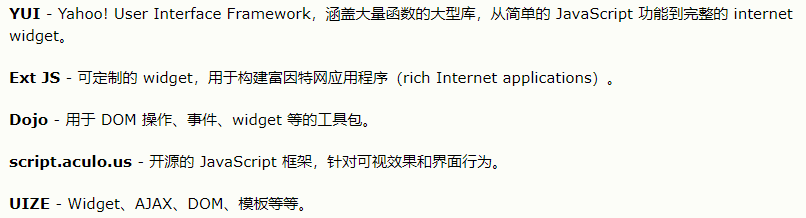 YUI - Yahoo! User Interface Framework，涵盖大量函数的大型库，从简单的 JavaScript 功能到完整的 internet
widget。
Ext JS - 可定制的 widget，用于构建富因特网应用程序（rich Internet applications）。
Dojo - 用于 DOM 操作、事件、widget 等的工具包。
script.aculo.us - 开源的 JavaScript 框架，针对可视效果和界面行为。
UIZE - Widget、AJAX、DOM、模板等等。